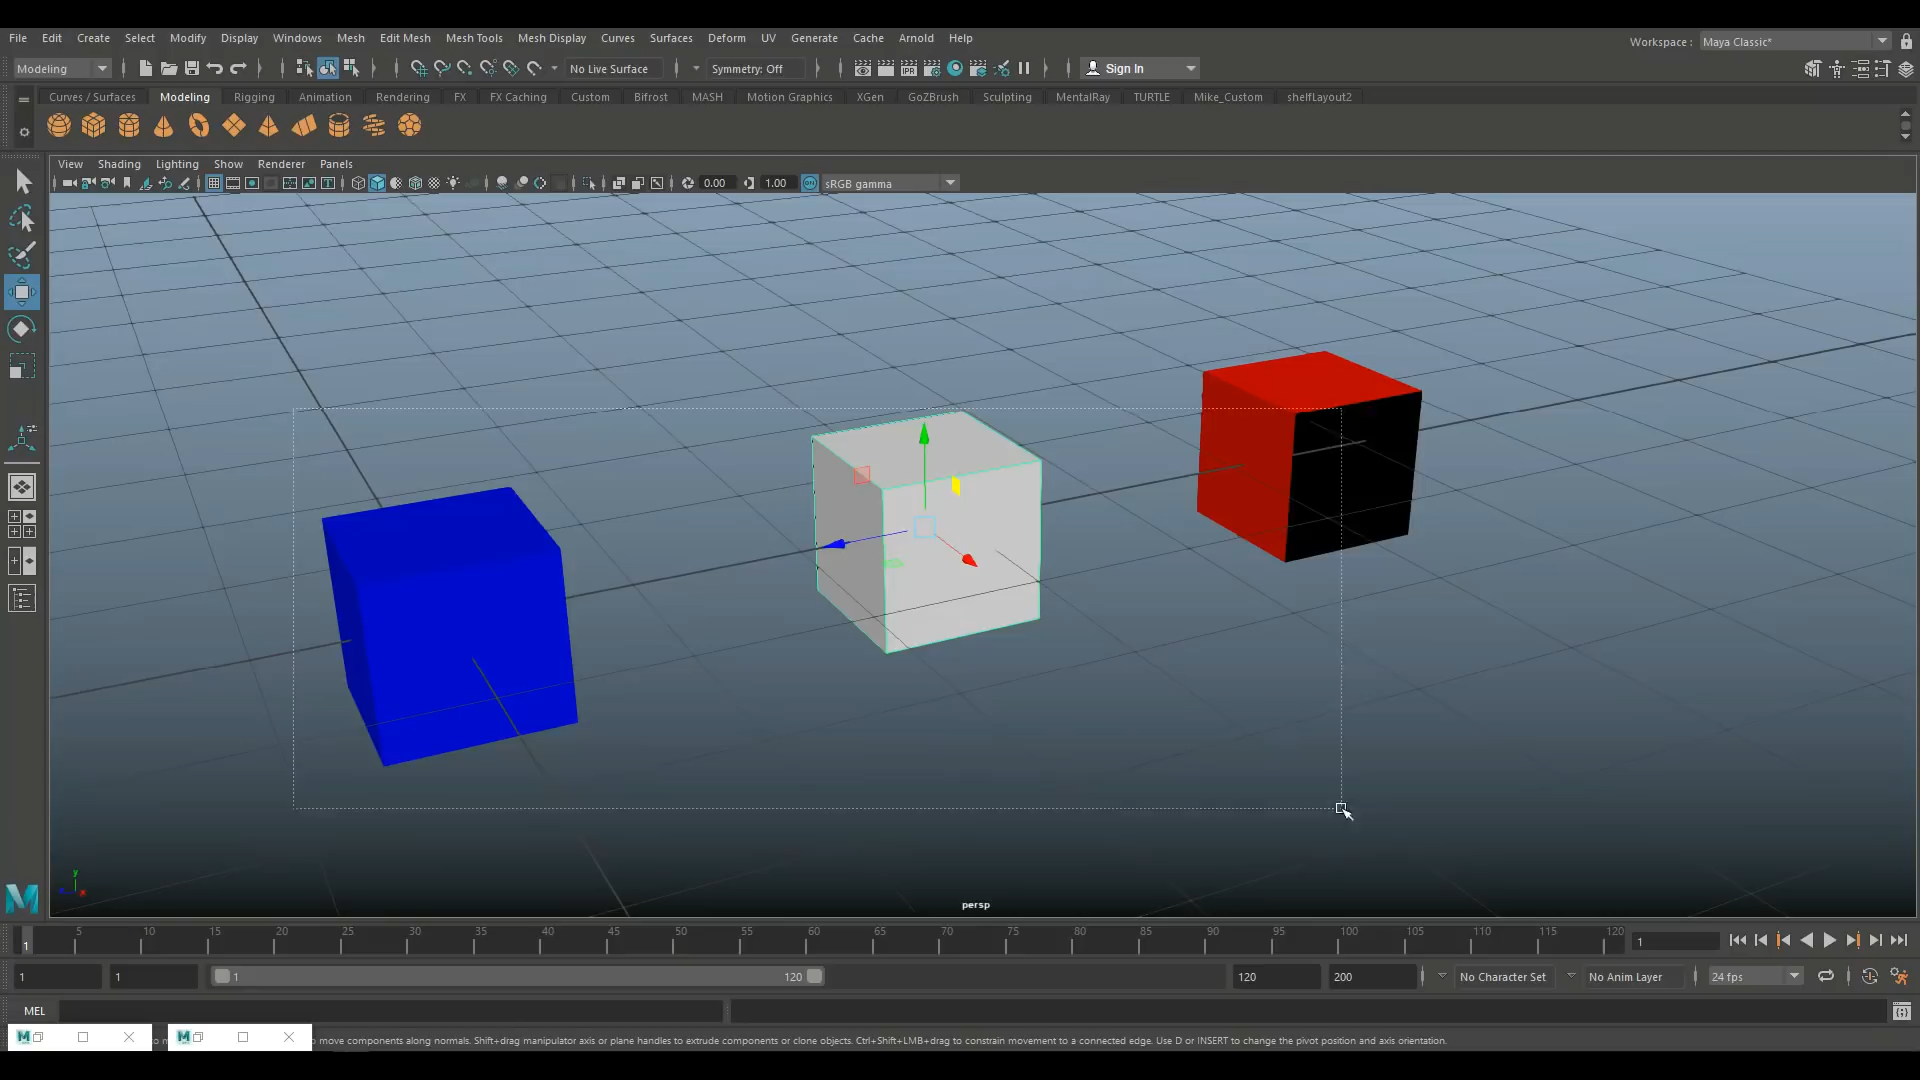 File Edit Create Select Modify Display Windows Mesh Edit Mesh Mesh Tools Mesh Display Curves Surfaces Deform UV Generate Cache Arnold Help Workspace : Maya Classic*
Modeling No Live Surface Symmetry: Off IPR Sign In
Curves / Surfaces Modeling Rigging Animation Rendering FX FX Caching Custom Bifrost MASH Motion Graphics XGen GoZBrush Sculpting MentalRay TURTLE Mike_Custom shelfLayout2
View Shading Lighting Show Renderer Panels
0.00 1.00 ON sRGB gamma
y
persp
5 10 15 20 25 30 35 40 45 50 55 60 65 70 75 80 85 90 95 100 105 110 115 120
1 1
1 1 1 120 120 200 No Character Set No Anim Layer 24 fps
MEL
to move components along normals. Shift+drag manipulator axis or plane handles to extrude components or clone objects. Ctrl+Shift+LMB+drag to constrain movement to a connected edge. Use D or INSERT to change the pivot position and axis orientation.